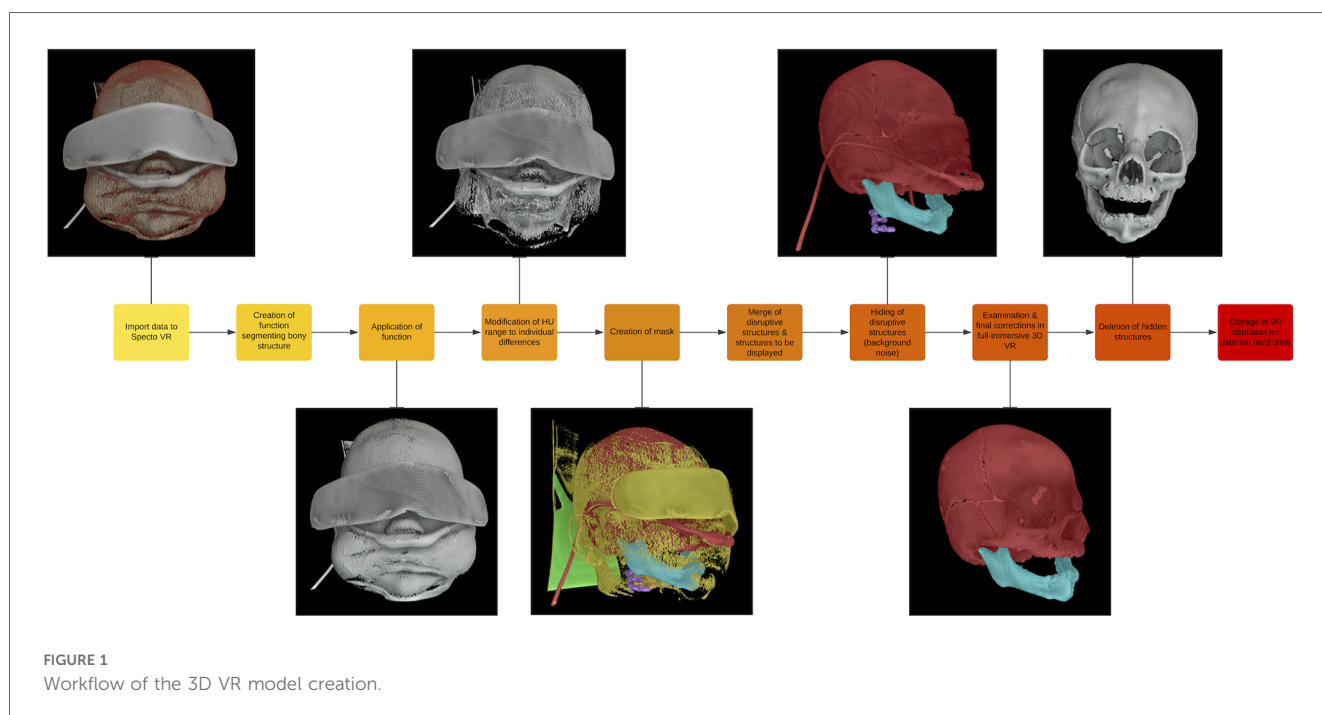 Import data to
Specto VR
Creation of
function
segmenting bony
structure
Application of
function
Modification of HU
range to individual
differences
Creation of mask
Merge of
disruptive
structures &
structures to be
displayed
Hiding of
disruptive
structures
(background
noise)
Examination &
final corrections in
full-immersive 3D
VR
Deletion of hidden
structures
Storage in VR
database on
external hard drive
FIGURE 1
Workflow of the 3D VR model creation.